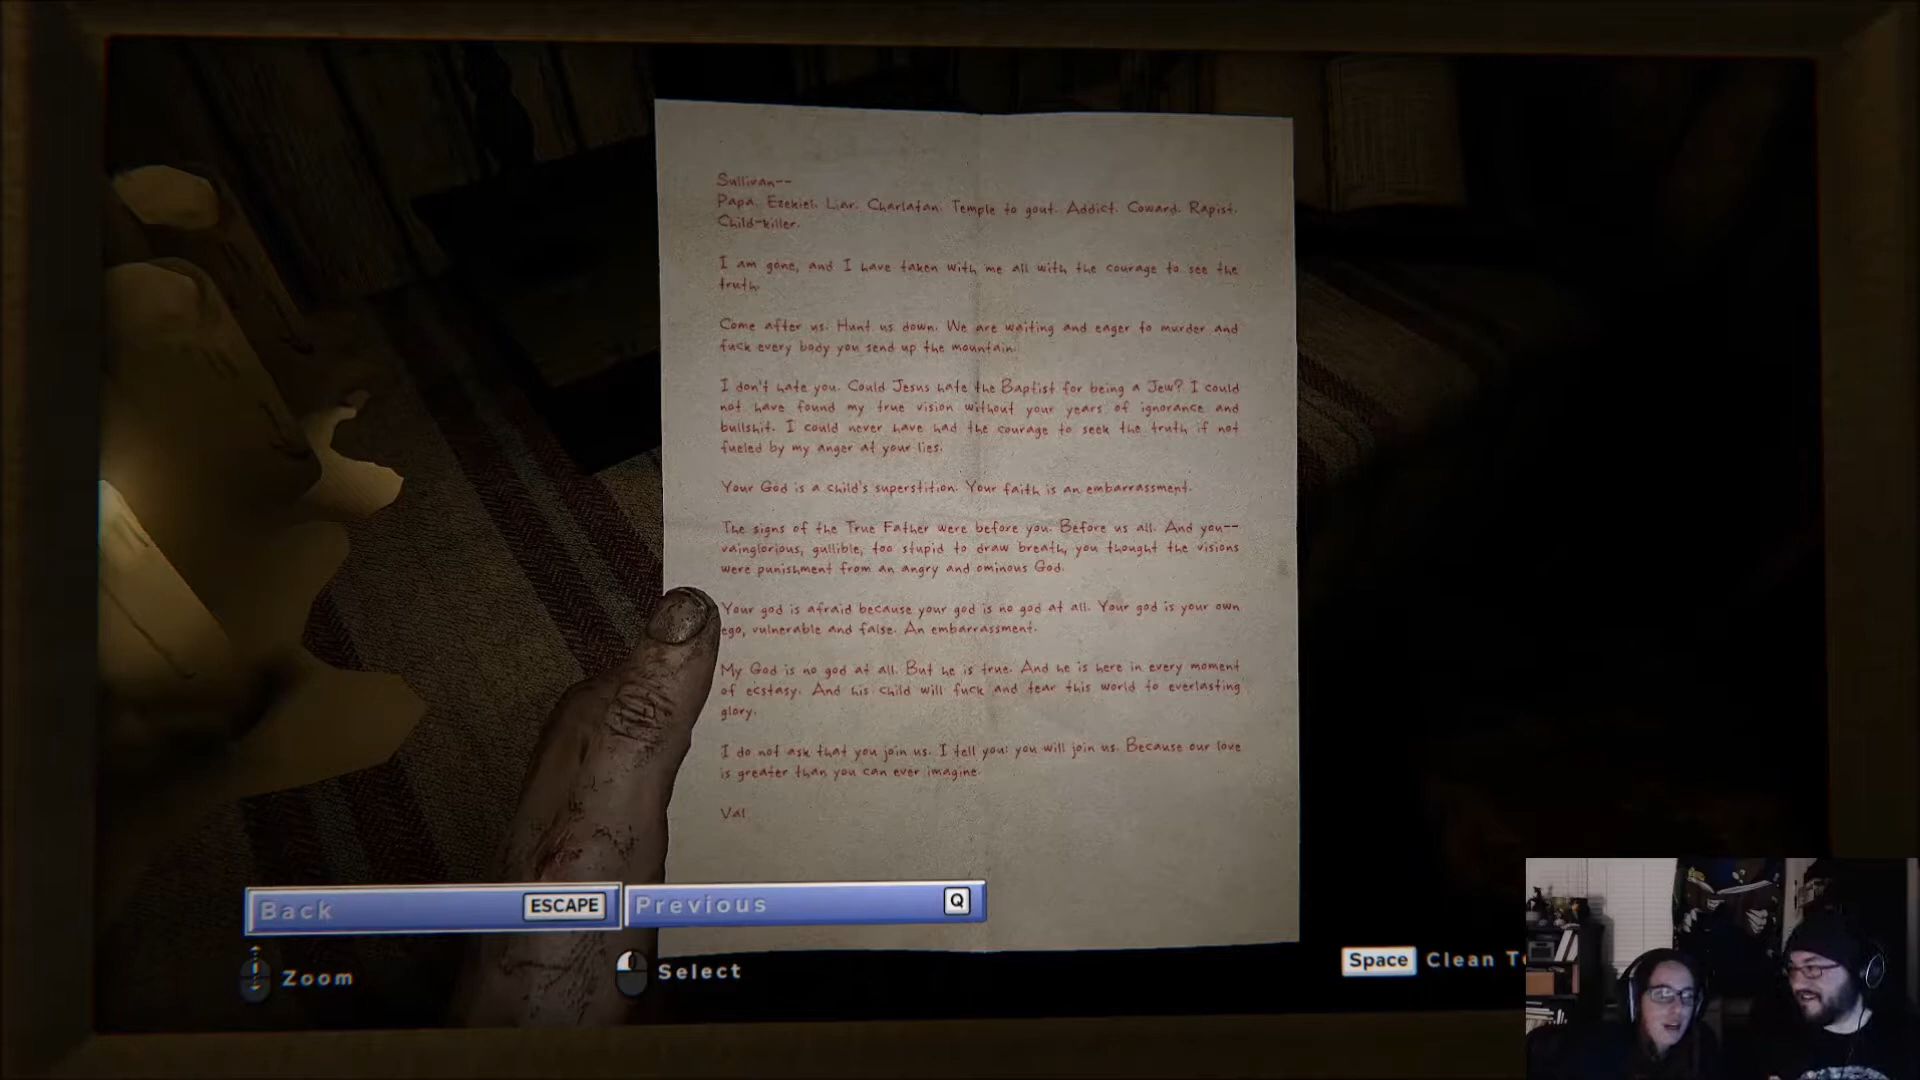 Sullivan--
Papa. Ezekiel. Liar. Charlatan. Temple to gout. Addict. Coward. Rapist.
Child-killer.
I am gone, and I have taken with me all with the courage to see the
truth.
Come after us. Hunt us down. We are waiting and eager to murder and
fuck every body you send up the mountain.
I don't hate you. Could Jesus hate the Baptist for being a Jew? I could
not have found my true vision without your years of ignorance and
bullshit. I could never have had the courage to seek the truth if not
fueled by my anger at your lies.
Your God is a child's superstition. Your faith is an embarrassment.
The signs of the True Father were before you. Before us all. And you--
vainglorious, gullible, too stupid to draw breath, you thought the visions
were punishment from an angry and ominous God.
Your god is afraid because your god is no god at all. Your god is your own
ego, vulnerable and false. An embarrassment.
My God is no god at all. But he is true. And he is here in every moment
of ecstasy. And his child will fuck and tear this world to everlasting
glory.
I do not ask that you join us. I tell you: you will join us. Because our love
is greater than you can ever imagine.
Val
Back ESCAPE Previous Q
Zoom Select Space Clean